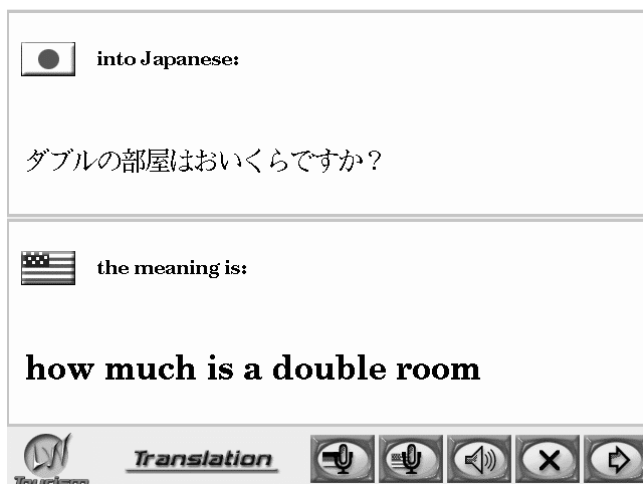 into Japanese:
ダブルの部屋はおいくらですか？
the meaning is:
how much is a double room
Translation